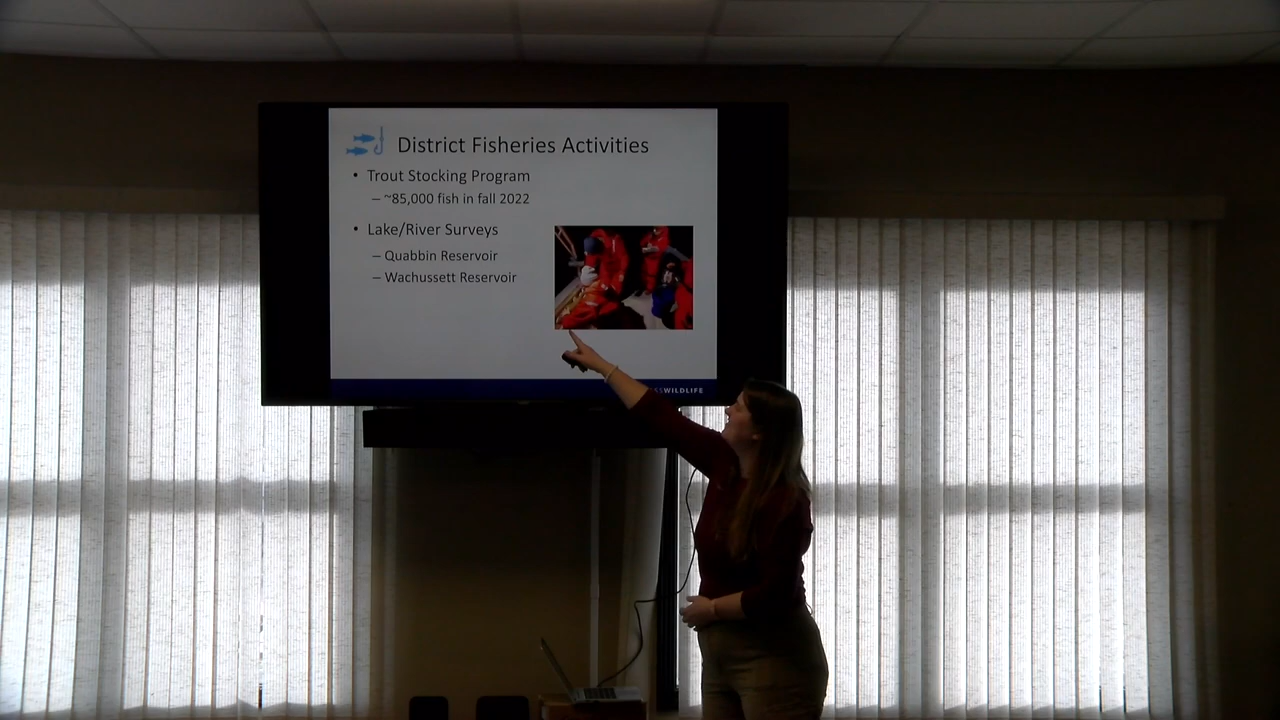 District Fisheries Activities
• Trout Stocking Program
– ~85,000 fish in fall 2022
• Lake/River Surveys
– Quabbin Reservoir
– Wachussett Reservoir
WILDLIFE